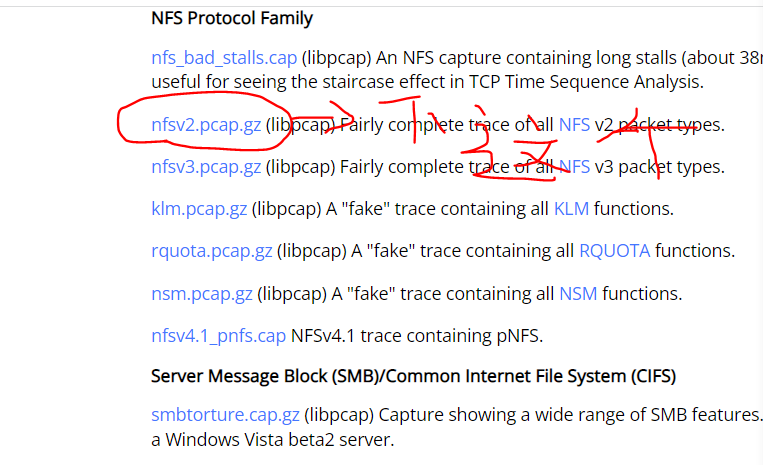 NFS Protocol Family
nfs_bad_stalls.cap (libpcap) An NFS capture containing long stalls (about 38m
useful for seeing the staircase effect in TCP Time Sequence Analysis.
nfsv2.pcap.gz (libpcap) Fairly complete trace of all NFS v2 packet types.
nfsv3.pcap.gz (libpcap) Fairly complete trace of all NFS v3 packet types.
klm.pcap.gz (libpcap) A "fake" trace containing all KLM functions.
rquota.pcap.gz (libpcap) A "fake" trace containing all RQUOTA functions.
nsm.pcap.gz (libpcap) A "fake" trace containing all NSM functions.
nfsv4.1_pnfs.cap NFSv4.1 trace containing pNFS.
Server Message Block (SMB)/Common Internet File System (CIFS)
smbtorture.cap.gz (libpcap) Capture showing a wide range of SMB features.
a Windows Vista beta2 server.